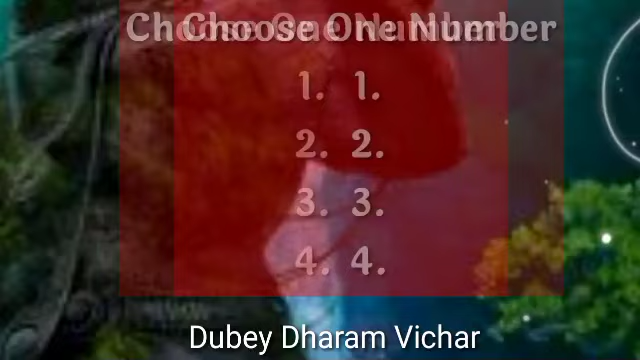 Choose One Number
1. 1.
2. 2.
3. 3.
4. 4.
Dubey Dharam Vichar